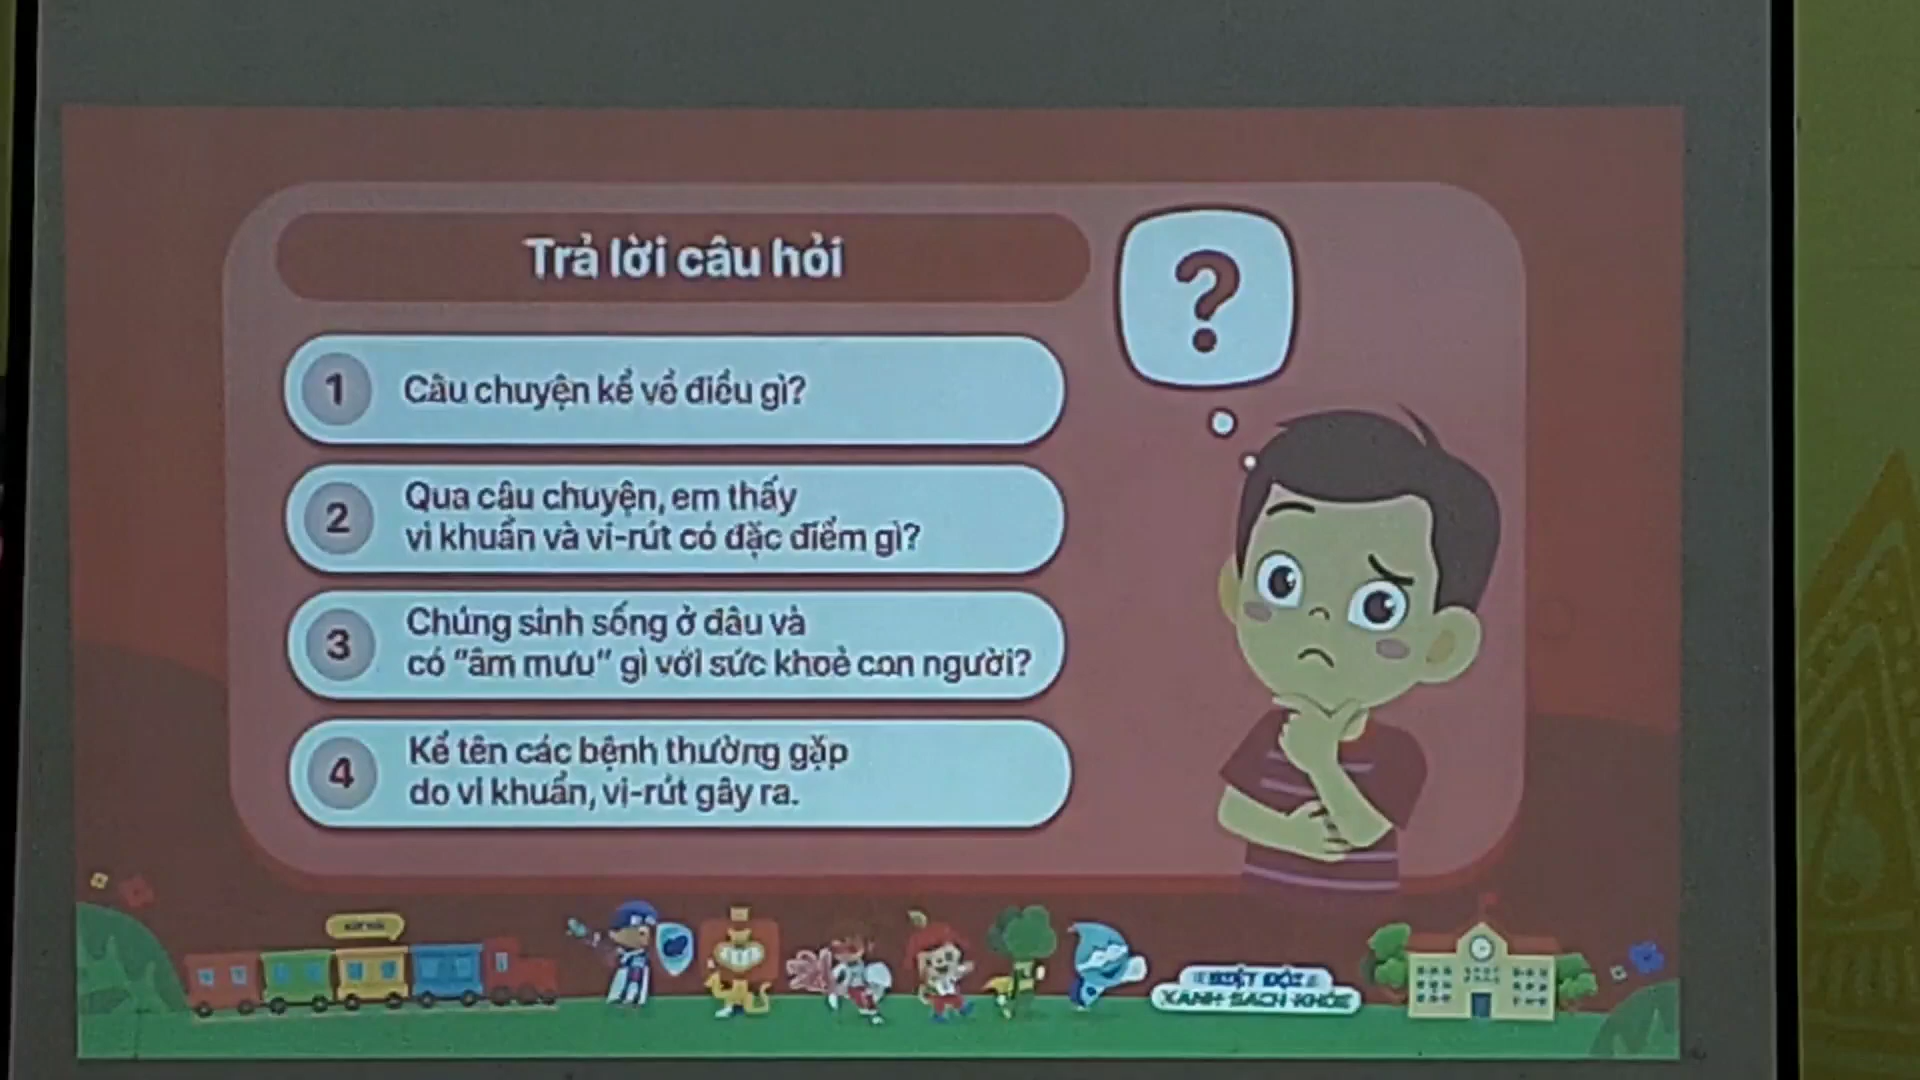 Trả lời câu hỏi
?
1
Câu chuyện kể về điều gì?
2
Qua câu chuyện, em thấy
vi khuẩn và vi-rút có đặc điểm gì?
3
Chúng sinh sống ở đâu và
có "âm mưu" gì với sức khoẻ con người?
4
Kể tên các bệnh thường gặp
do vi khuẩn, vi-rút gây ra.
BIỆT ĐỘI
XANH SẠCH KHỎE